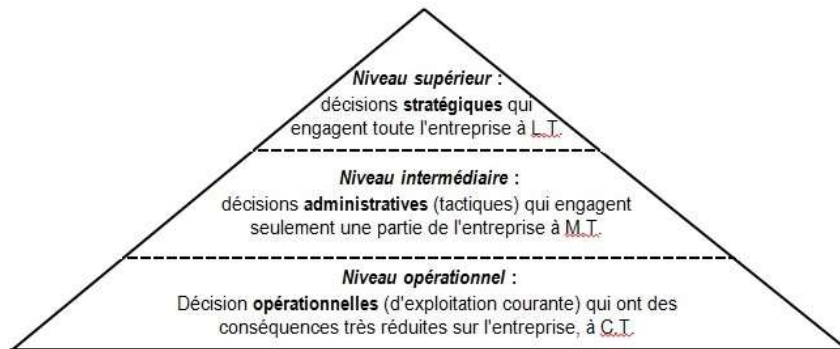 Niveau supérieur :
décisions stratégiques qui
engagent toute l'entreprise à L.T.
Niveau intermédiaire :
décisions administratives (tactiques) qui engagent
seulement une partie de l'entreprise à M.T.
Niveau opérationnel :
Décision opérationnelles (d'exploitation courante) qui ont des
conséquences très réduites sur l'entreprise, à C.T.